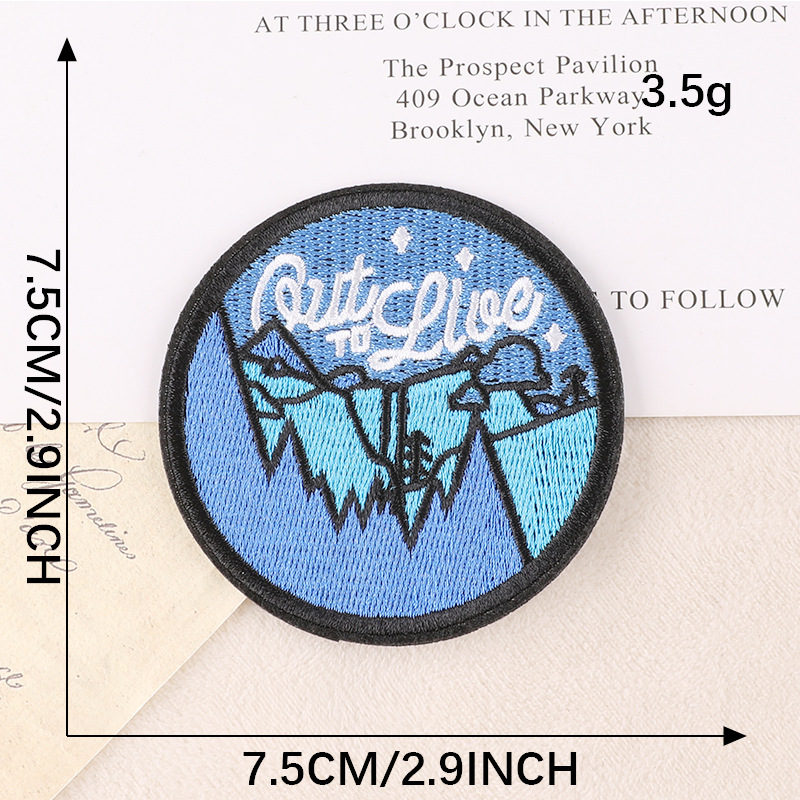 AT THREE O’CLOCK IN THE AFTERNOON
The Prospect Pavilion
409 Ocean Parkway
3.5g
Brooklyn, New York
Out
TO
Live
TO FOLLOW
7.5CM/2.9INCH
7.5CM/2.9INCH